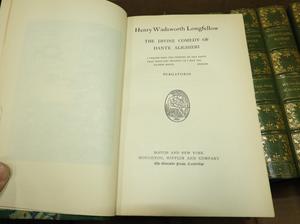 Henry Wadsworth Longfellow
THE DIVINE COMEDY OF
DANTE ALIGHIERI
PURGATORIO
BOSTON AND NEW YORK
HOUGHTON, MIFFLIN AND COMPANY
The Riverside Press, Cambridge